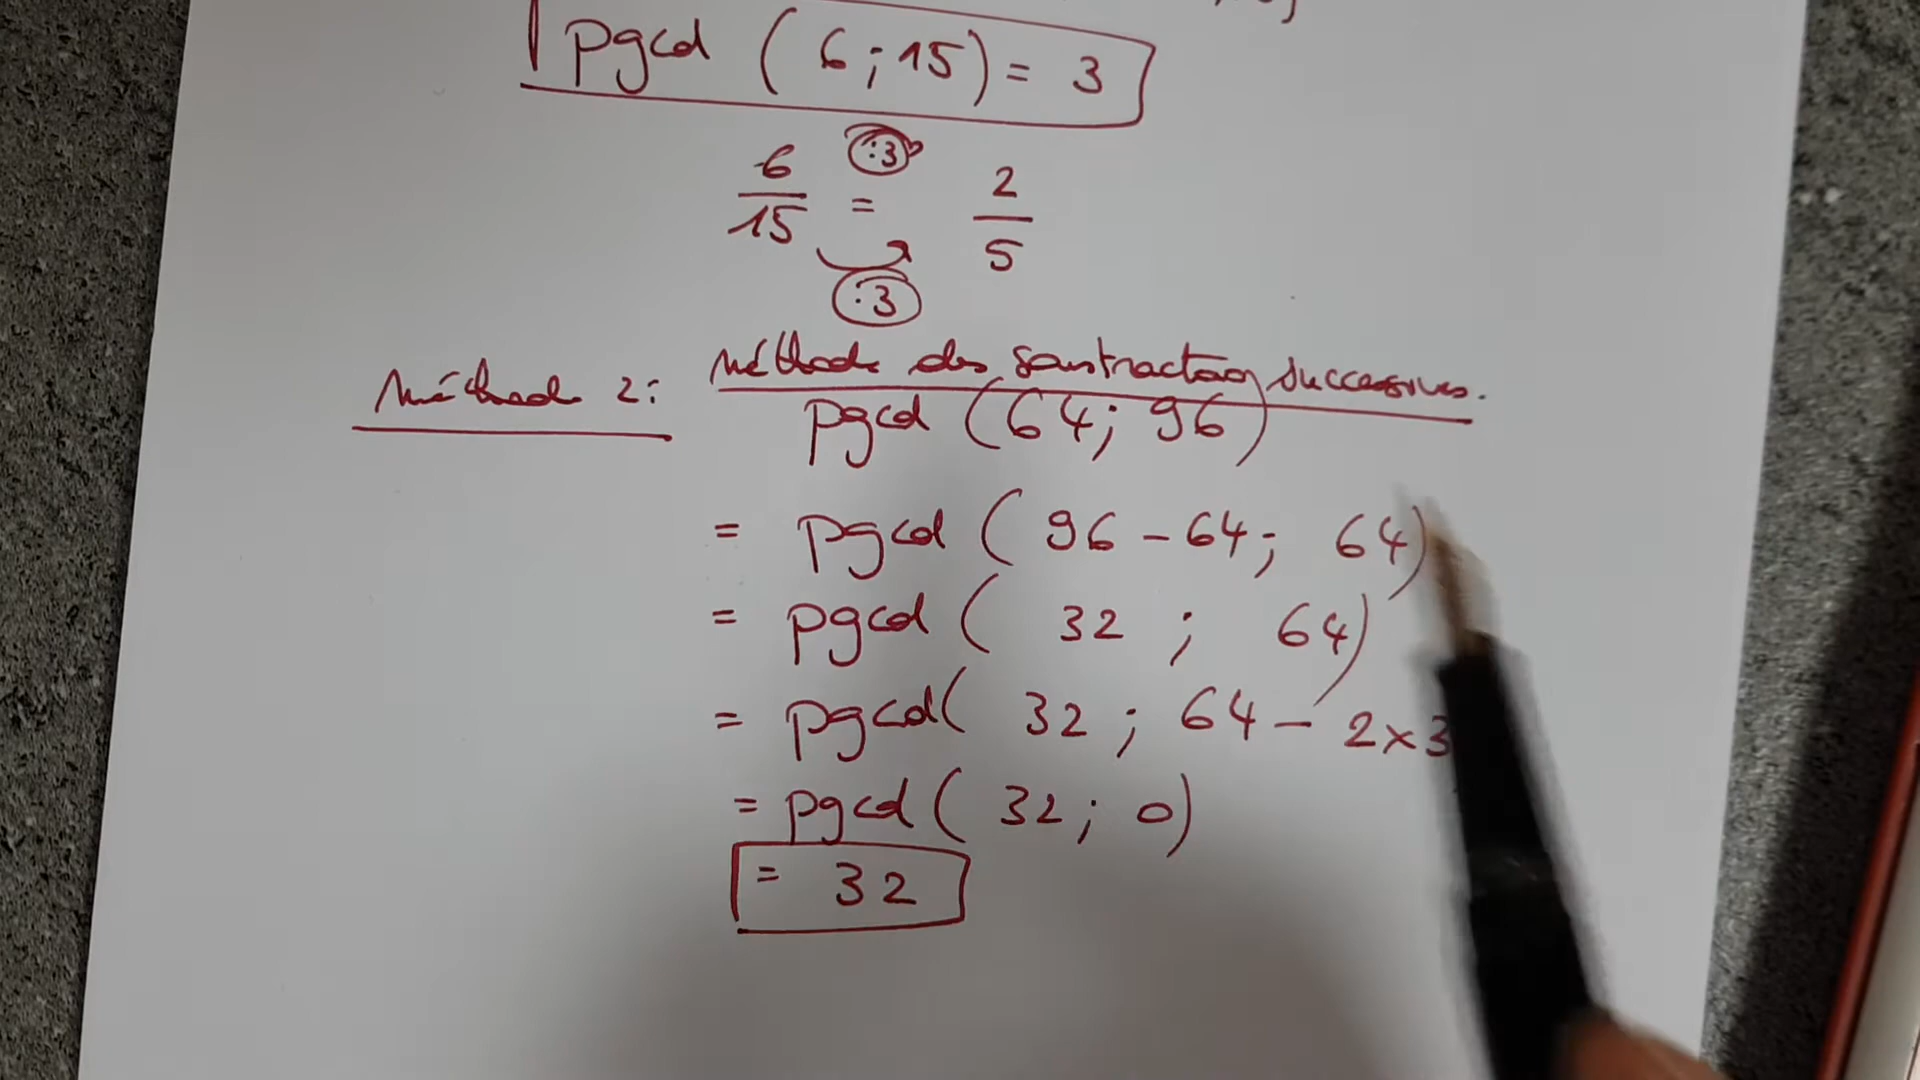 pgcd ( 6 ; 15 ) = 3
:3
6/15 = 2/5
:3
Méthode 2 : Méthode des soustractions successives.
pgcd ( 64 ; 96 )
= pgcd ( 96 - 64 ; 64 )
= pgcd ( 32 ; 64 )
= pgcd ( 32 ; 64 - 2 x 3
= pgcd ( 32 ; 0 )
= 32